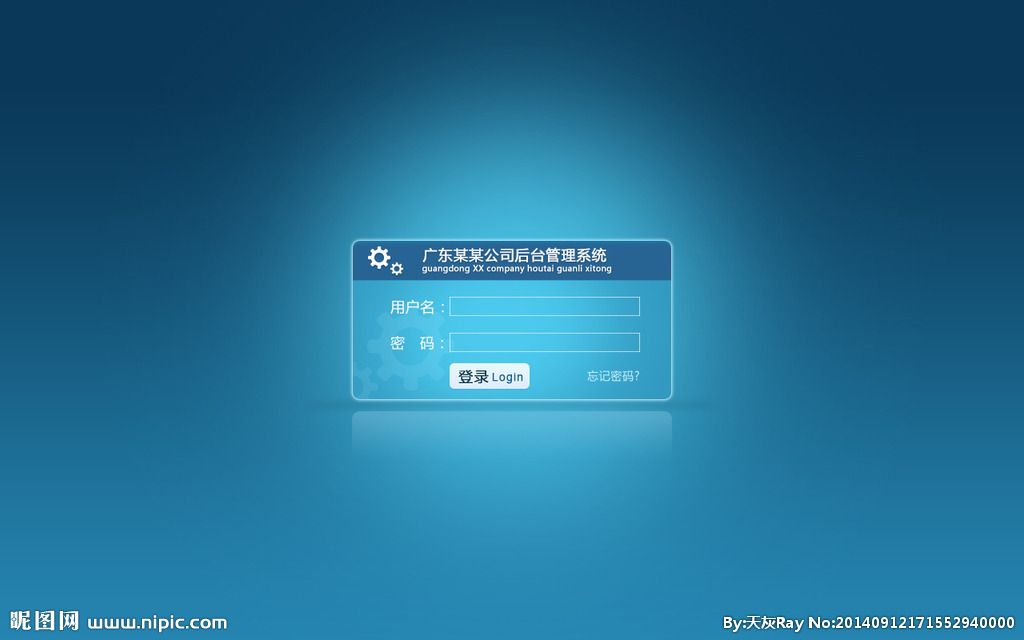 广东某某公司后台管理系统
guangdong XX company houtai guanli xitong
用户名：
密 码：
登录 Login
忘记密码?
昵图网 www.nipic.com
By:天灰Ray No:20140912171552940000